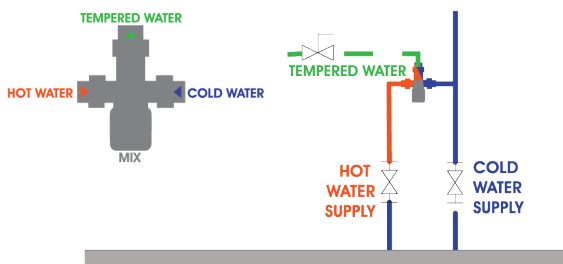 TEMPERED WATER
HOT WATER
COLD WATER
MIX
TEMPERED WATER
HOT
WATER
SUPPLY
COLD
WATER
SUPPLY